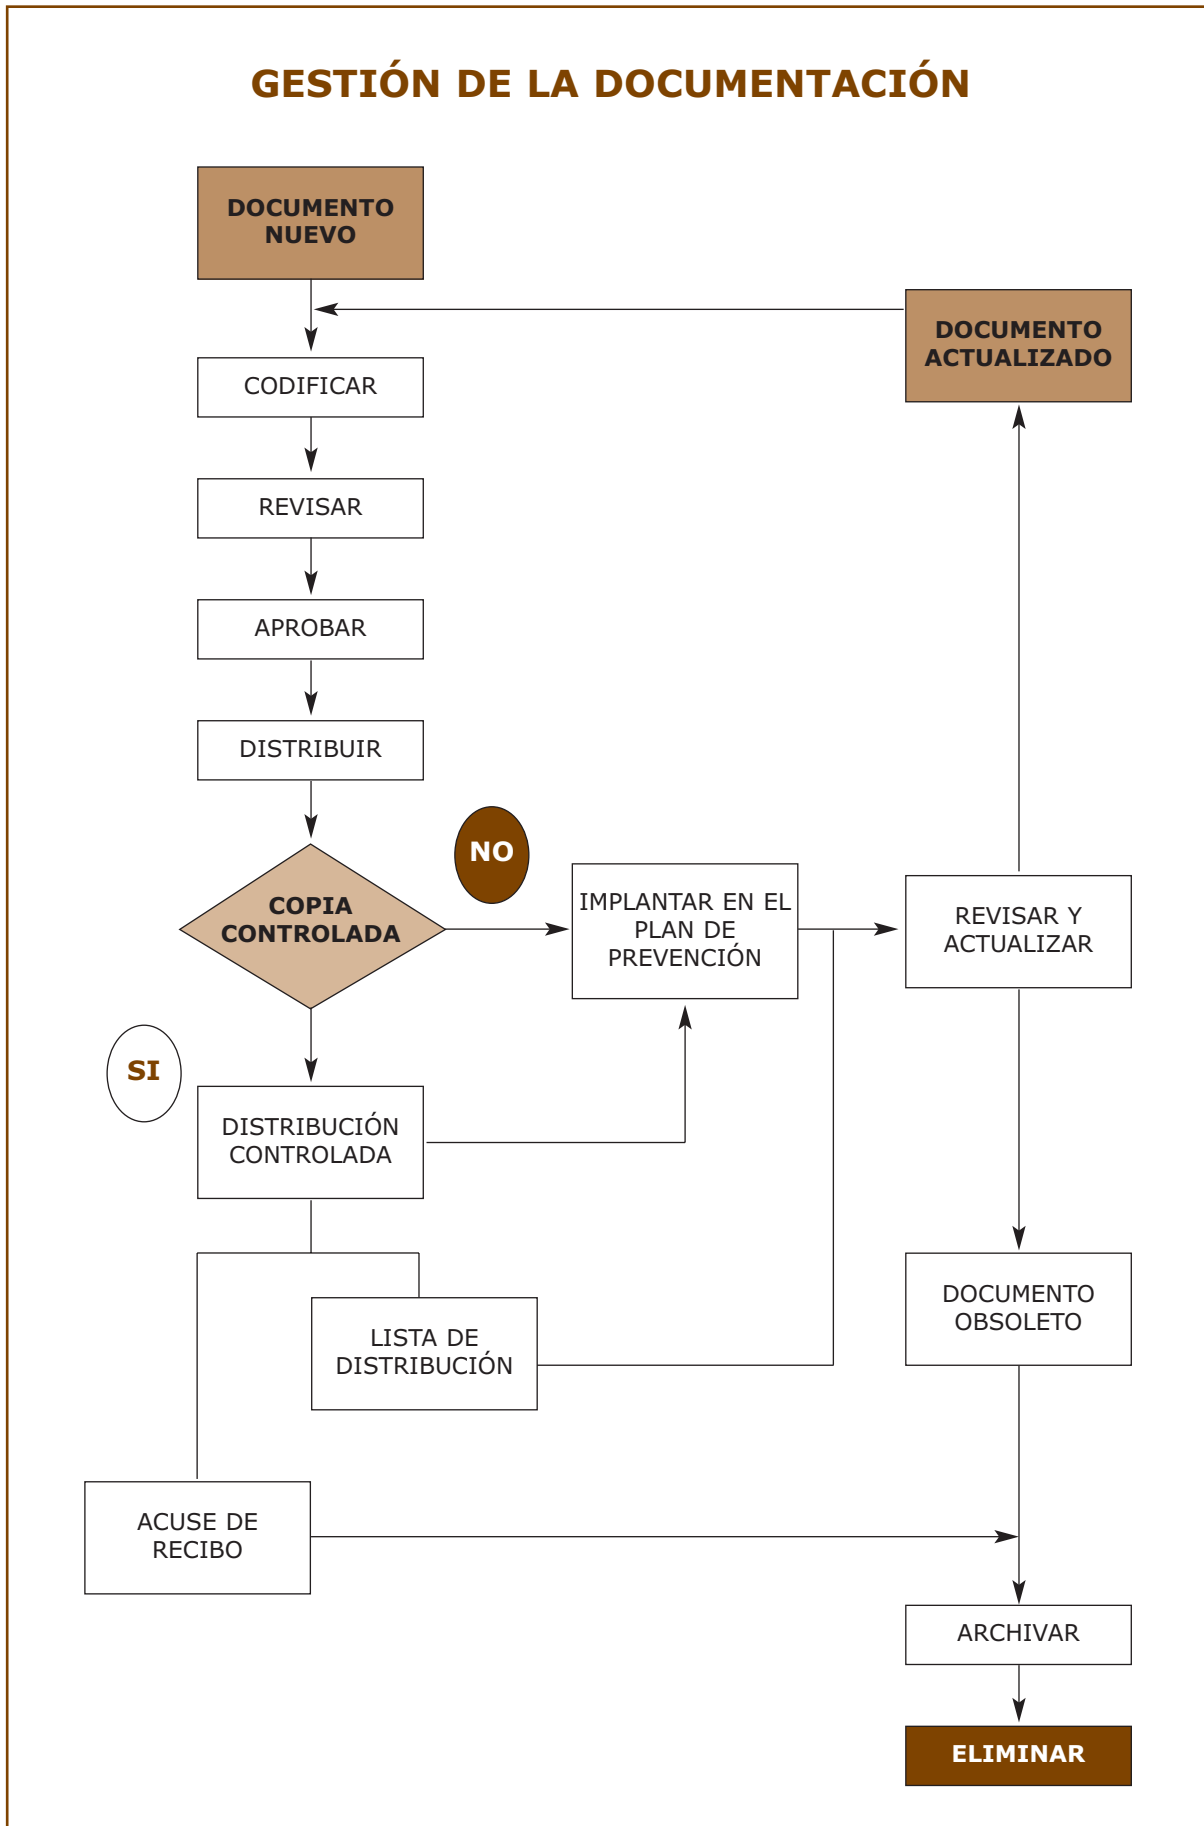 GESTIÓN DE LA DOCUMENTACIÓN
DOCUMENTO
NUEVO
DOCUMENTO
ACTUALIZADO
CODIFICAR
REVISAR
APROBAR
DISTRIBUIR
NO
COPIA
CONTROLADA
IMPLANTAR EN EL
PLAN DE
PREVENCIÓN
REVISAR Y
ACTUALIZAR
SI
DISTRIBUCIÓN
CONTROLADA
DOCUMENTO
OBSOLETO
LISTA DE
DISTRIBUCIÓN
ACUSE DE
RECIBO
ARCHIVAR
ELIMINAR